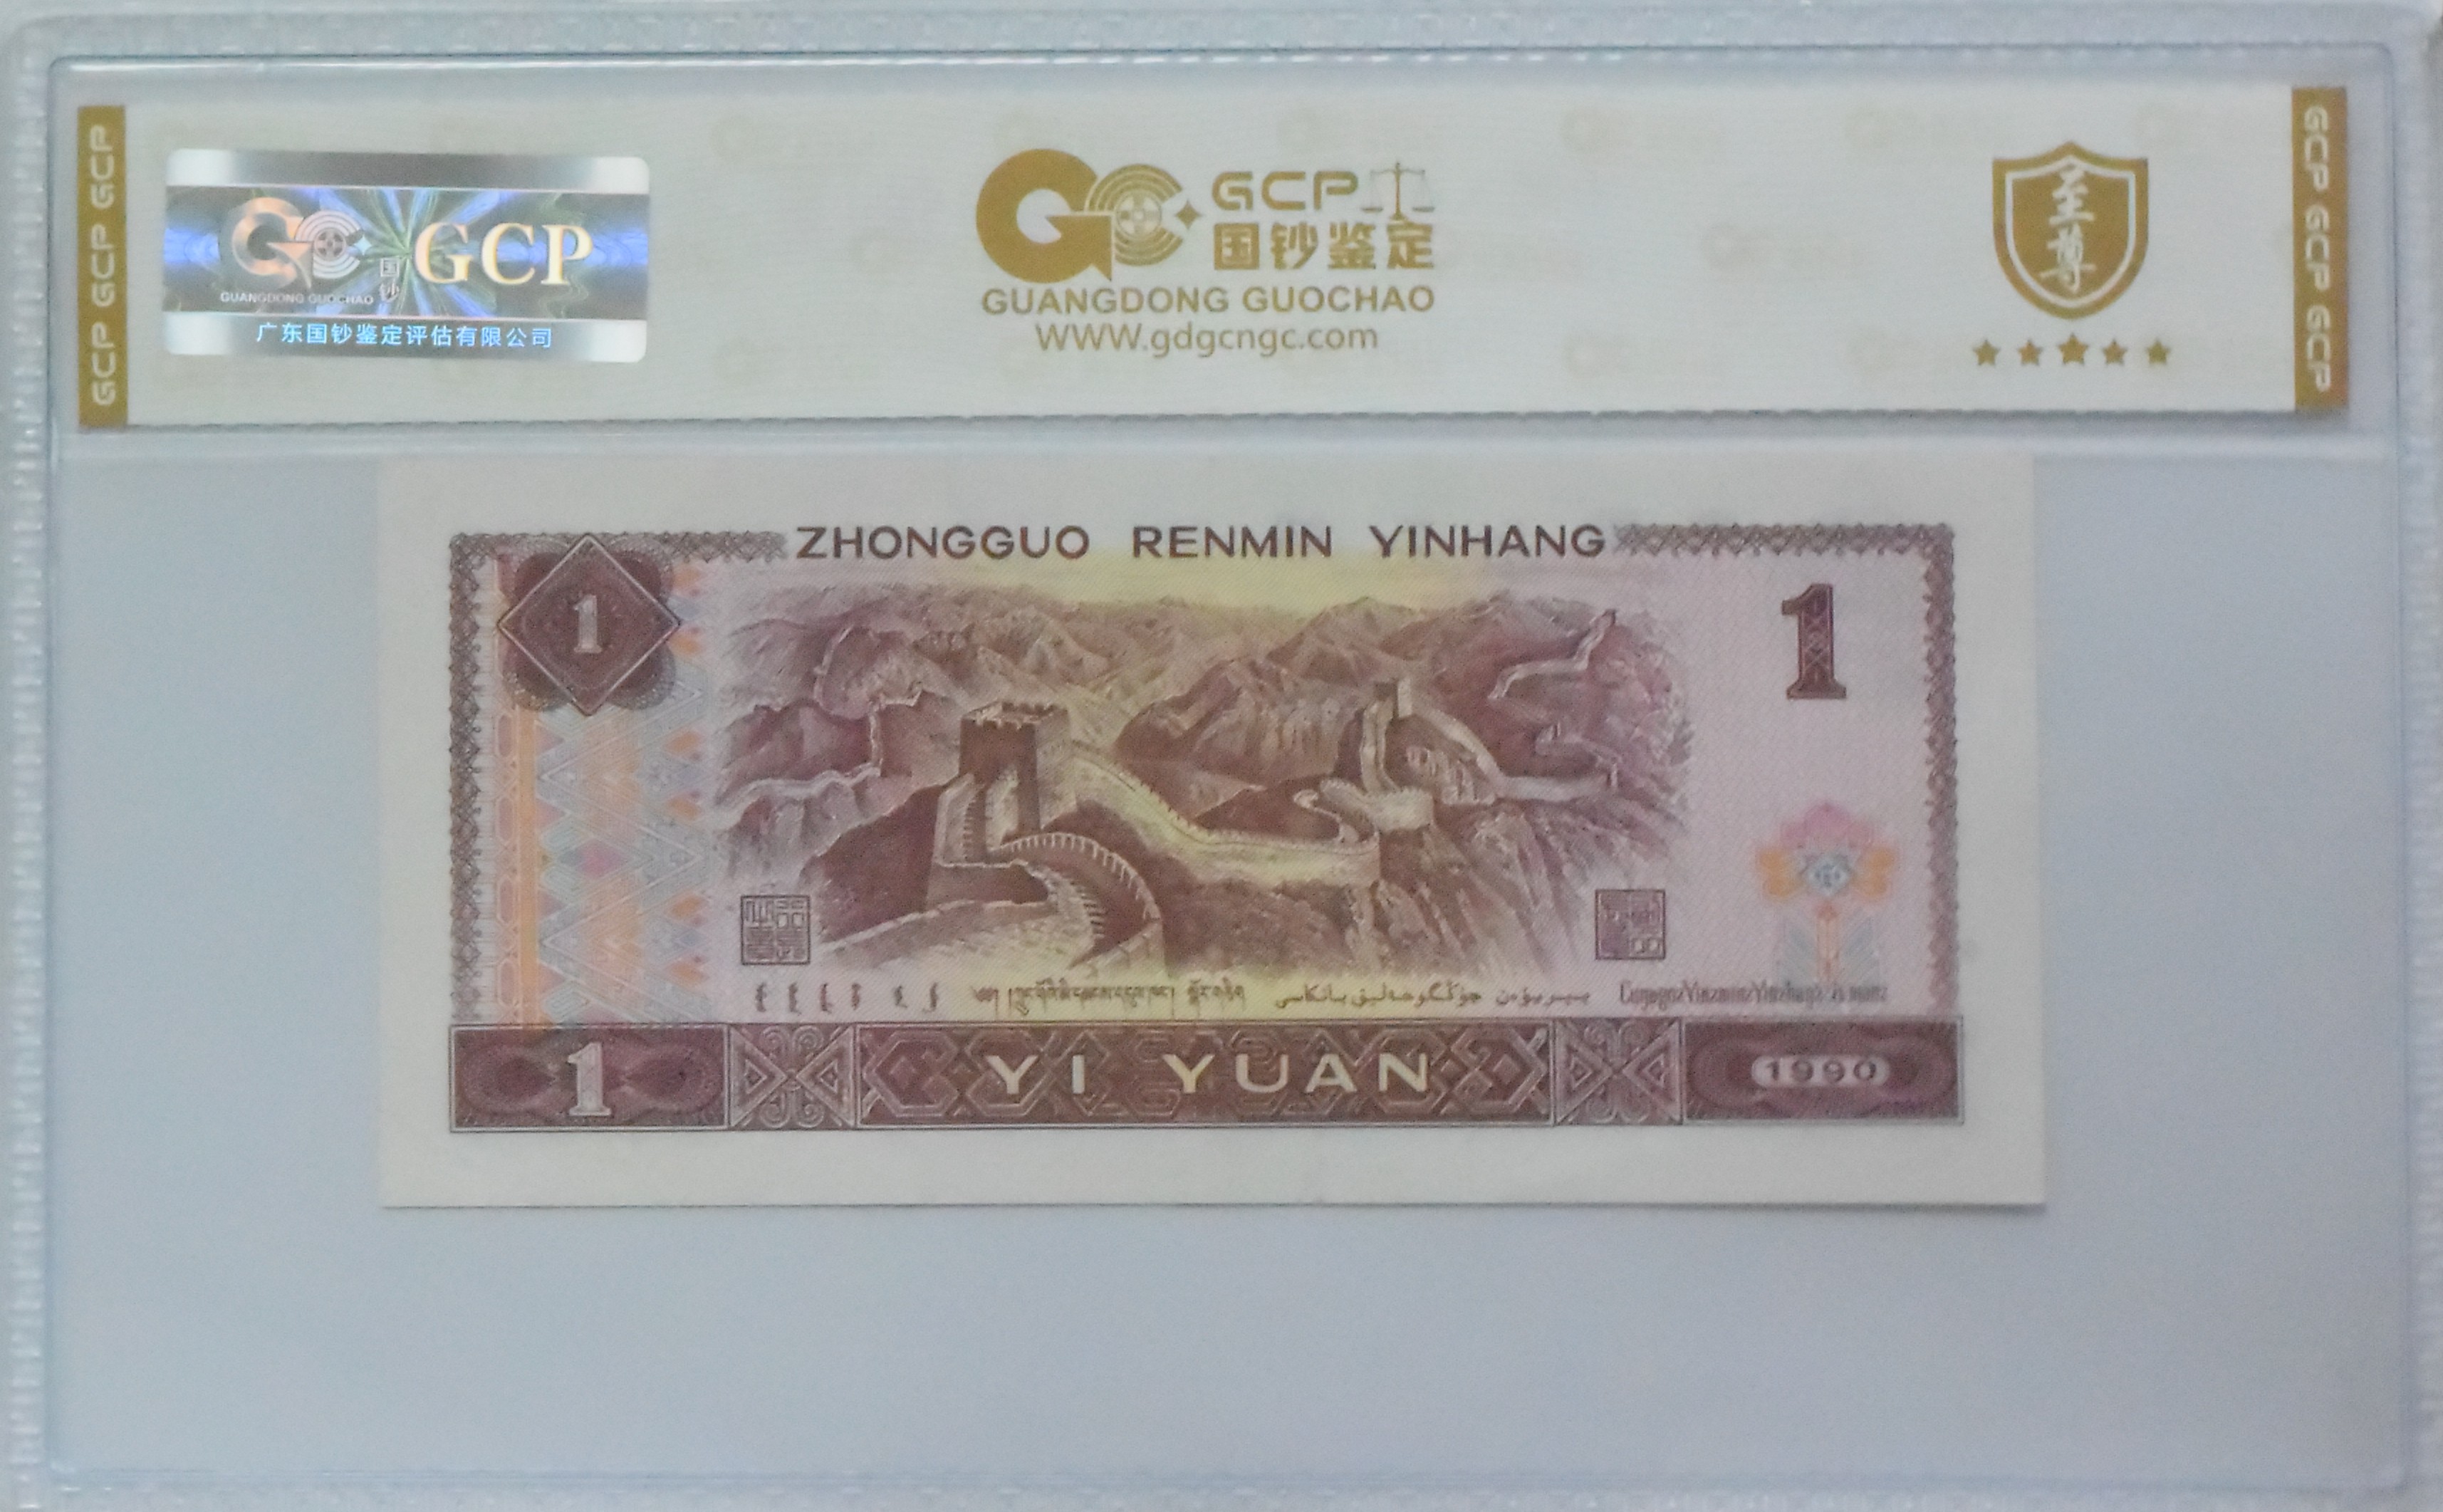 GCP GCP GCP
GCP
国钞
GUANGDONG GUOCHAO
广东国钞鉴定评估有限公司
GCP
国钞鉴定
GUANGDONG GUOCHAO
WWW.gdgcngc.com
至尊
GCP GCP GCP
ZHONGGUO RENMIN YINHANG
1
1
1
YI YUAN
1990